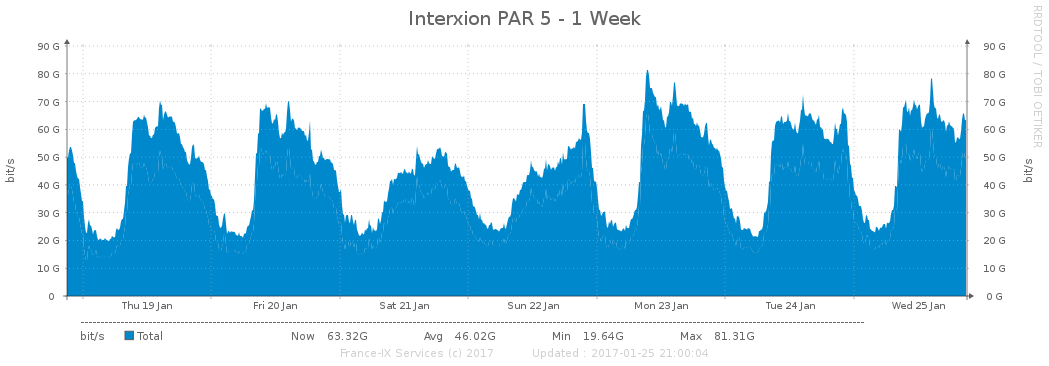 Interxion PAR 5 - 1 Week
RRDTOOL / TOBI OETIKER
90 G 90 G
80 G 80 G
70 G 70 G
60 G 60 G
50 G 50 G
40 G 40 G
30 G 30 G
20 G 20 G
10 G 10 G
0 0 G
bit/s
bit/s
Thu 19 Jan Fri 20 Jan Sat 21 Jan Sun 22 Jan Mon 23 Jan Tue 24 Jan Wed 25 Jan
bit/s Total Now 63.32G Avg 46.02G Min 19.64G Max 81.31G
France-IX Services (c) 2017 Updated : 2017-01-25 21:00:04